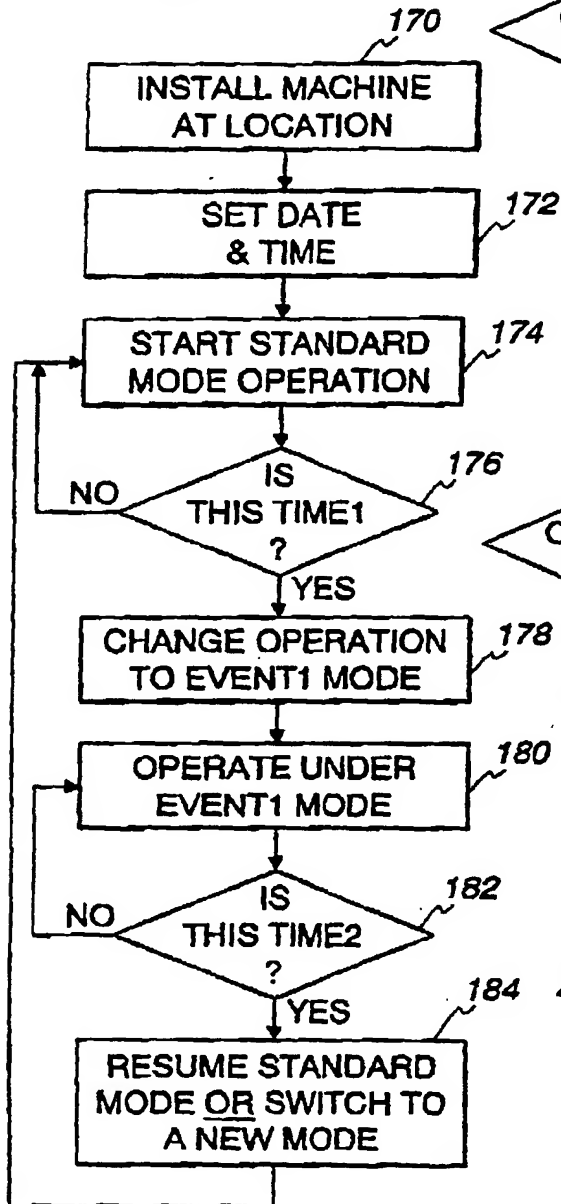 170
INSTALL MACHINE
AT LOCATION
172
SET DATE
& TIME
174
START STANDARD
MODE OPERATION
176
IS
THIS TIME1
?
NO
YES
178
CHANGE OPERATION
TO EVENT1 MODE
180
OPERATE UNDER
EVENT1 MODE
182
IS
THIS TIME2
?
NO
YES
184
RESUME STANDARD
MODE OR SWITCH TO
A NEW MODE